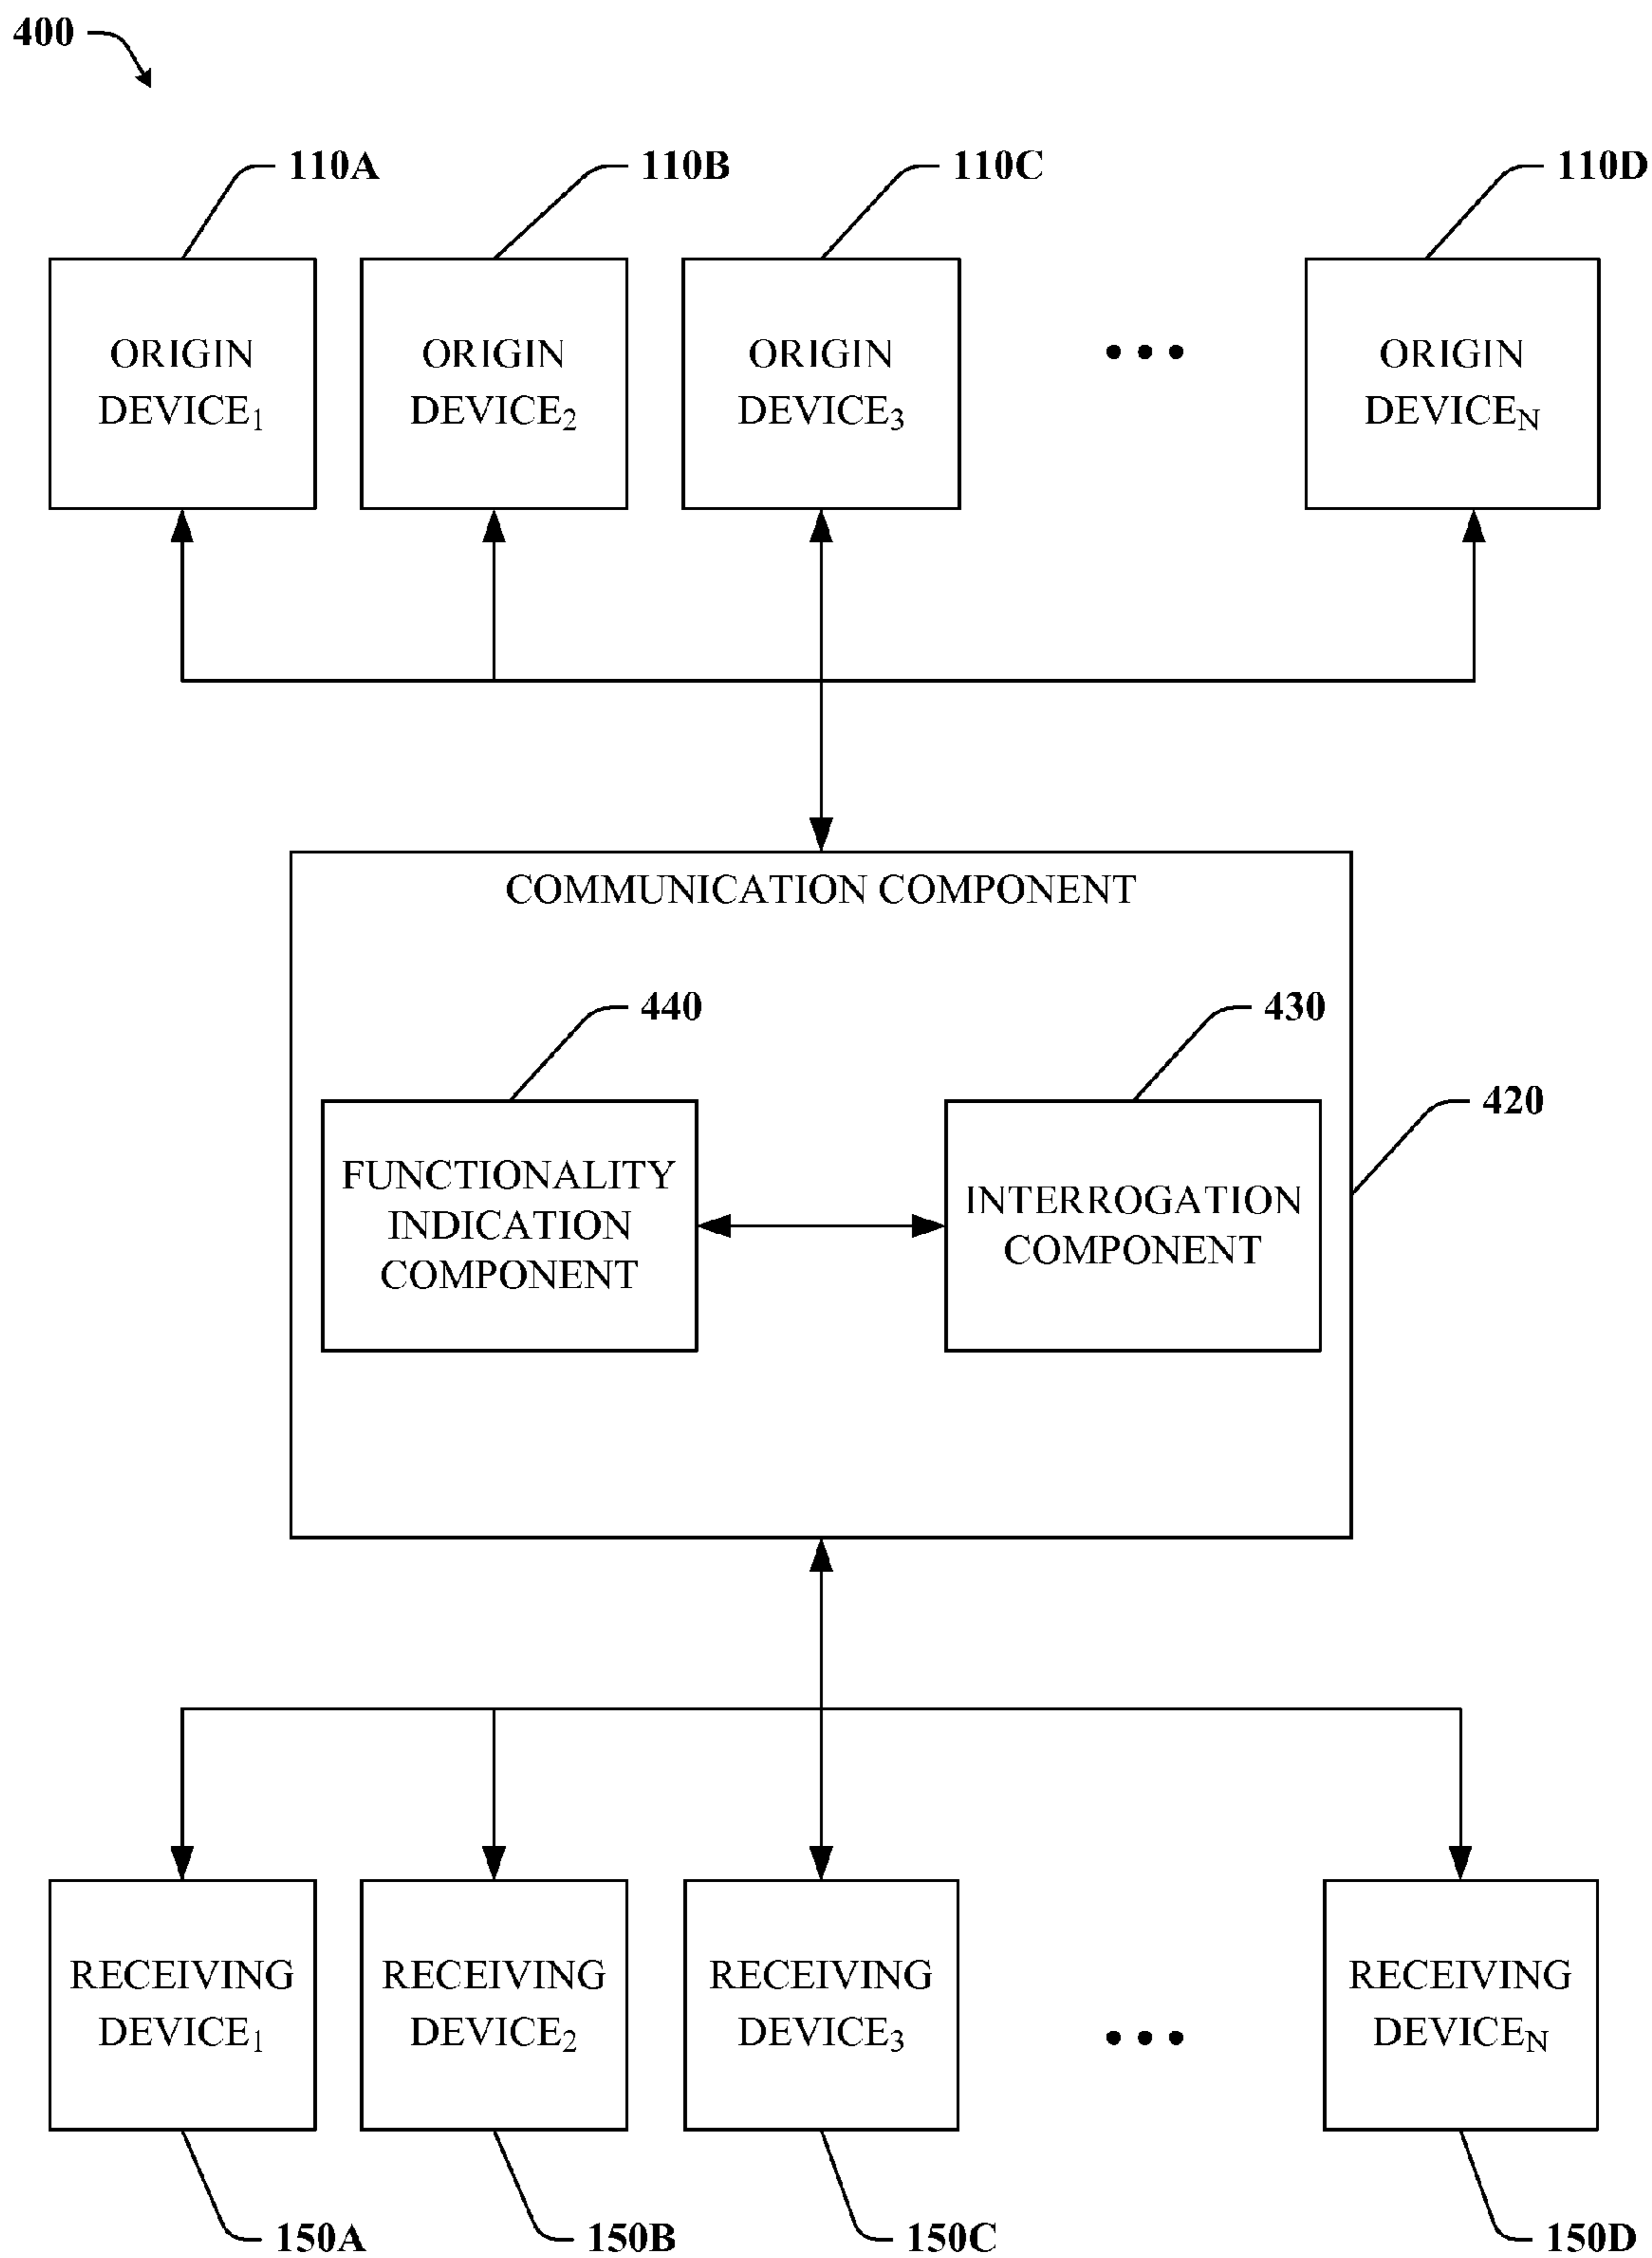 400
110A 110B 110C 110D
ORIGIN ORIGIN ORIGIN ORIGIN
DEVICE1 DEVICE2 DEVICE3 ... DEVICEN
COMMUNICATION COMPONENT
440 430
420
FUNCTIONALITY
INDICATION
COMPONENT
INTERROGATION
COMPONENT
RECEIVING RECEIVING RECEIVING RECEIVING
DEVICE1 DEVICE2 DEVICE3 ... DEVICEN
150A 150B 150C 150D